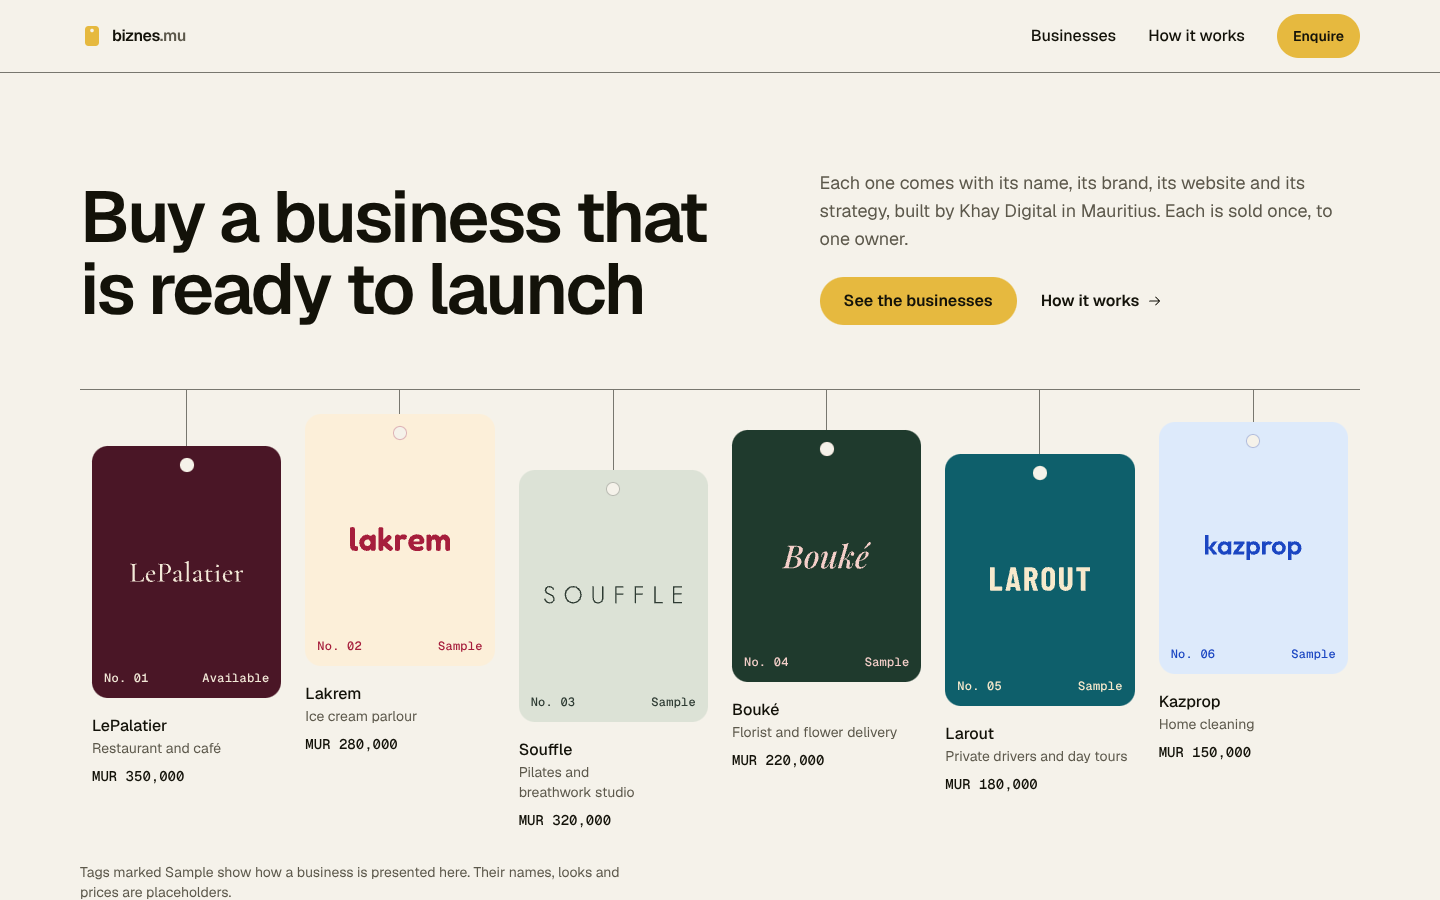 biznes.mu
Businesses
How it works
Enquire
Buy a business that
is ready to launch
Each one comes with its name, its brand, its website and its
strategy, built by Khay Digital in Mauritius. Each is sold once, to
one owner.
See the businesses
How it works →
LePalatier
No. 01 Available
LePalatier
Restaurant and café
MUR 350,000
lakrem
No. 02 Sample
Lakrem
Ice cream parlour
MUR 280,000
SOUFFLE
No. 03 Sample
Souffle
Pilates and
breathwork studio
MUR 320,000
Bouké
No. 04 Sample
Bouké
Florist and flower delivery
MUR 220,000
LAROUT
No. 05 Sample
Larout
Private drivers and day tours
MUR 180,000
kazprop
No. 06 Sample
Kazprop
Home cleaning
MUR 150,000
Tags marked Sample show how a business is presented here. Their names, looks and
prices are placeholders.